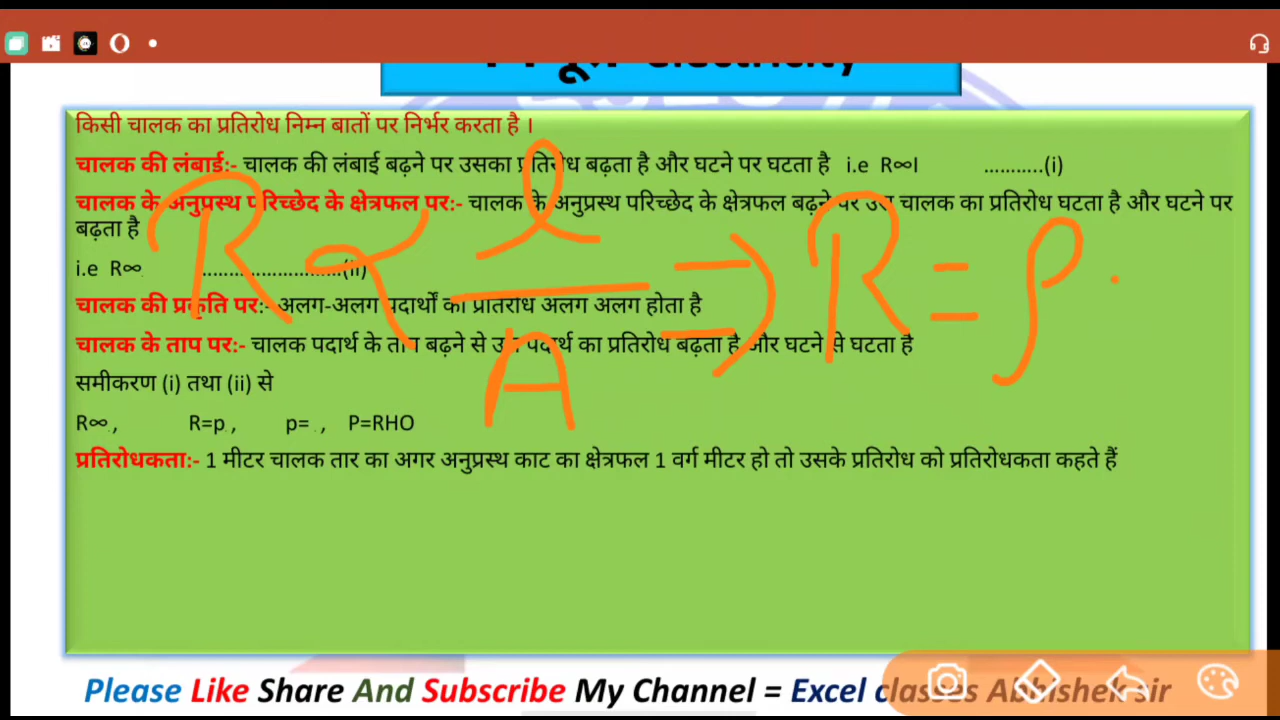 electricity
किसी चालक का प्रतिरोध निम्न बातों पर निर्भर करता है ।
चालक की लंबाई:- चालक की लंबाई बढ़ने पर उसका प्रतिरोध बढ़ता है और घटने पर घटता है i.e R∞l ...........(i)
चालक के अनुप्रस्थ परिच्छेद के क्षेत्रफल पर:- चालक के अनुप्रस्थ परिच्छेद के क्षेत्रफल बढ़ने पर उस चालक का प्रतिरोध घटता है और घटने पर
बढ़ता है
i.e R∞ ..........................(ii)
चालक की प्रकृति पर:- अलग-अलग पदार्थों का प्रतिरोध अलग अलग होता है
चालक के ताप पर:- चालक पदार्थ के ताप बढ़ने से उस पदार्थ का प्रतिरोध बढ़ता है और घटने से घटता है
समीकरण (i) तथा (ii) से
R∞ , R=p , p= , P=RHO
प्रतिरोधकता:- 1 मीटर चालक तार का अगर अनुप्रस्थ काट का क्षेत्रफल 1 वर्ग मीटर हो तो उसके प्रतिरोध को प्रतिरोधकता कहते हैं
R ∝ l / A ⇒ R = ρ .
Please Like Share And Subscribe My Channel = Excel classes Abhishek sir